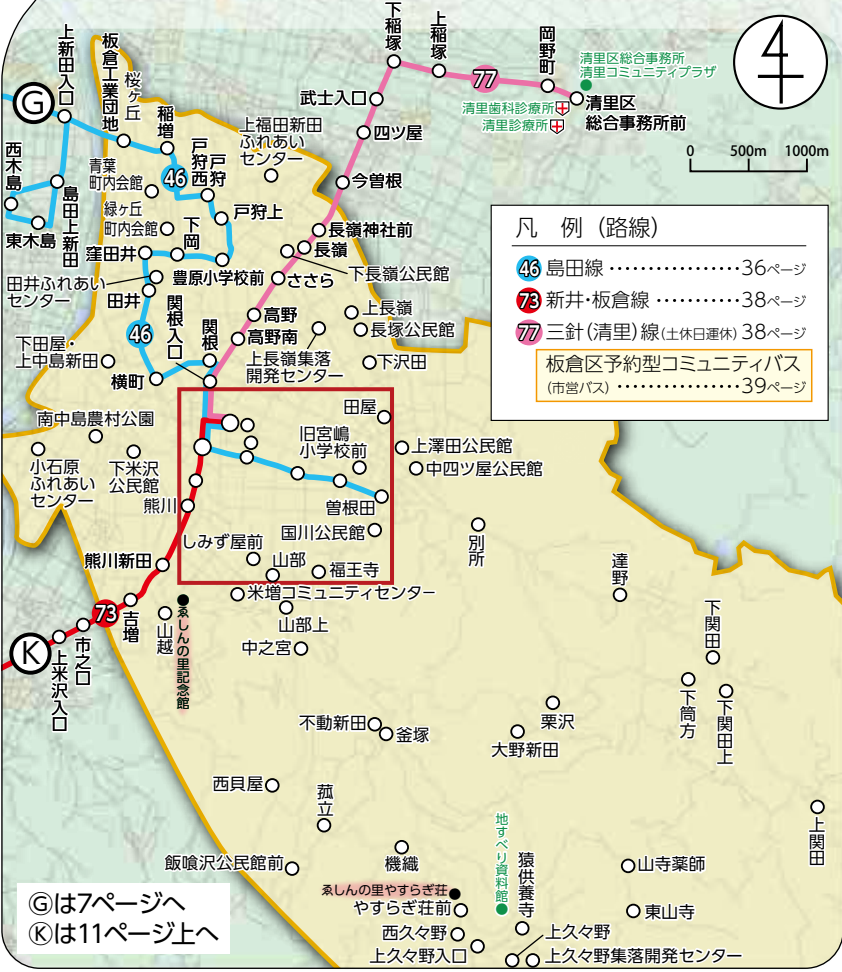 下稲塚
上稲塚
岡野町
77
清里区総合事務所
清里コミュニティプラザ
清里歯科診療所
清里診療所
清里区
総合事務所前
0 500m 1000m
上新田入口
板倉工業団地
桜ヶ丘
稲増
G
西木島
東木島
島田上新田
青葉
町内会館
46
戸狩西
戸狩
上福田新田
ふれあい
センター
武士入口
四ツ屋
今曽根
緑ヶ丘
町内会館
下岡
戸狩上
長嶺神社前
長嶺
窪田井
豊原小学校前
ささら
下長嶺公民館
田井ふれあい
センター
田井
関根入口
関根
高野
高野南
上長嶺
長塚公民館
46
下田屋・
上中島新田
横町
上長嶺集落
開発センター
下沢田
凡 例(路線)
46 島田線 ················ 36ページ
73 新井・板倉線 ············ 38ページ
77 三針(清里)線(土休日運休) 38ページ
板倉区予約型コミュニティバス
(市営バス) ················ 39ページ
南中島農村公園
田屋
旧宮嶋
小学校前
上澤田公民館
中四ツ屋公民館
小石原
ふれあい
センター
下米沢
公民館
熊川
曽根田
しみず屋前
国川公民館
別所
熊川新田
山部
福王寺
米増コミュニティセンター
達野
73
吉増
山越
ゑしんの里記念館
山部上
中之宮
下関田
K
市之口
上米沢入口
下筒方
下関田上
不動新田
釜塚
栗沢
大野新田
西貝屋
菰立
上関田
飯喰沢公民館前
機織
地すべり資料館
猿供養寺
山寺薬師
ゑしんの里やすらぎ荘
やすらぎ荘前
東山寺
西久々野
上久々野
上久々野入口
上久々野集落開発センター
Ⓖは7ページへ
Ⓚは11ページ上へ